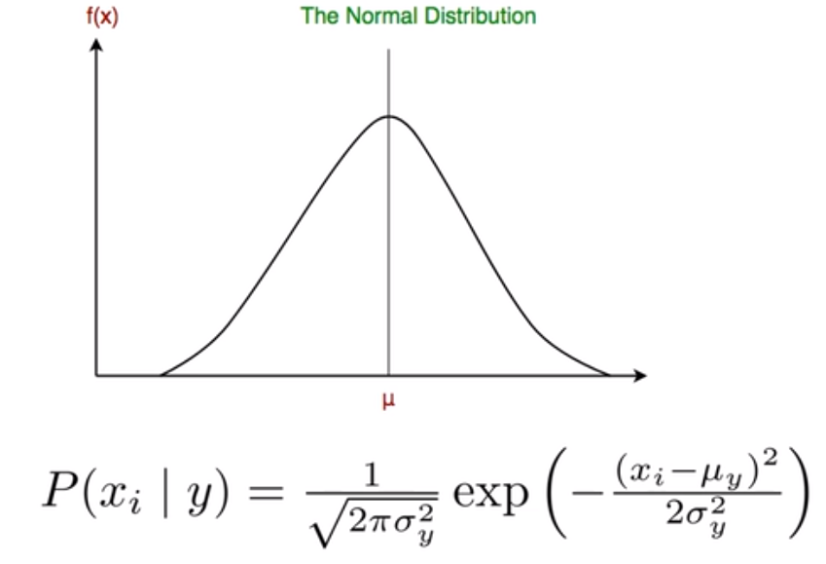 f(x)
The Normal Distribution
μ
P(x_i | y) = \frac{1}{\sqrt{2\pi\sigma_y^2}} \exp\left(-\frac{(x_i-\mu_y)^2}{2\sigma_y^2}\right)